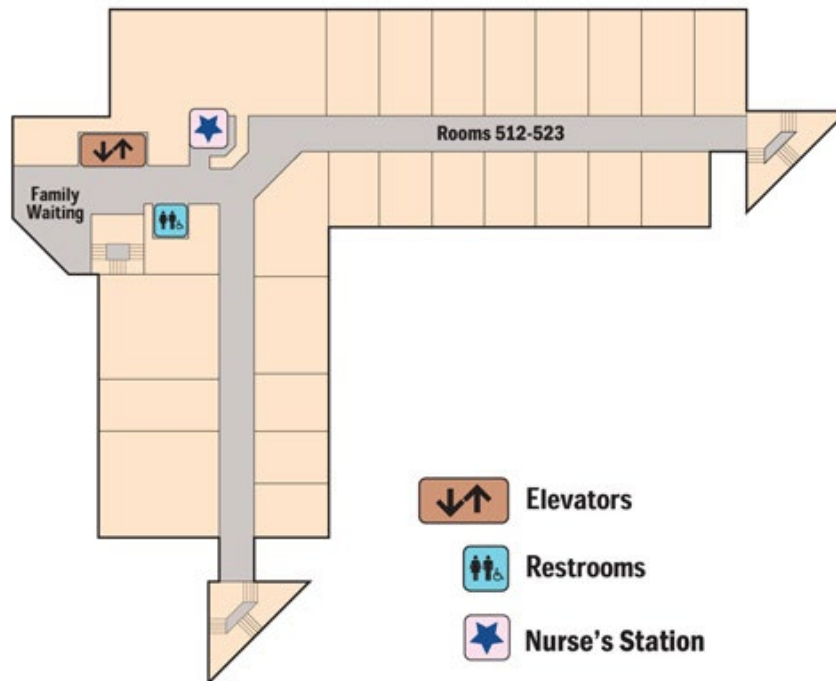 Rooms 512-523
Family
Waiting
Elevators
Restrooms
Nurse's Station